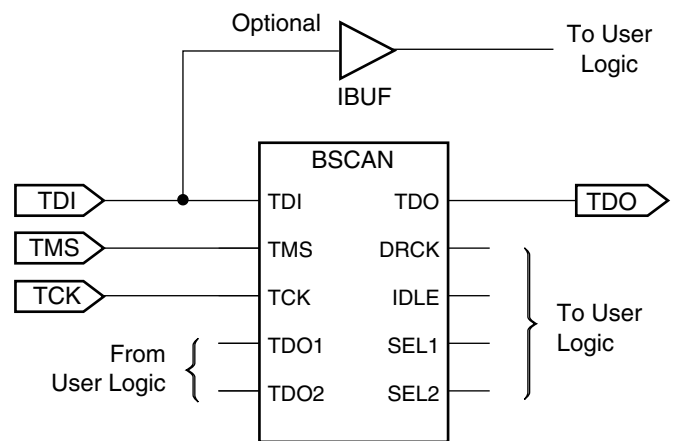 Optional
To User
Logic
IBUF
BSCAN
TDI
TDI
TDO
TDO
TMS
TMS
DRCK
TCK
TCK
IDLE
To User
Logic
From
User Logic
TDO1
SEL1
TDO2
SEL2